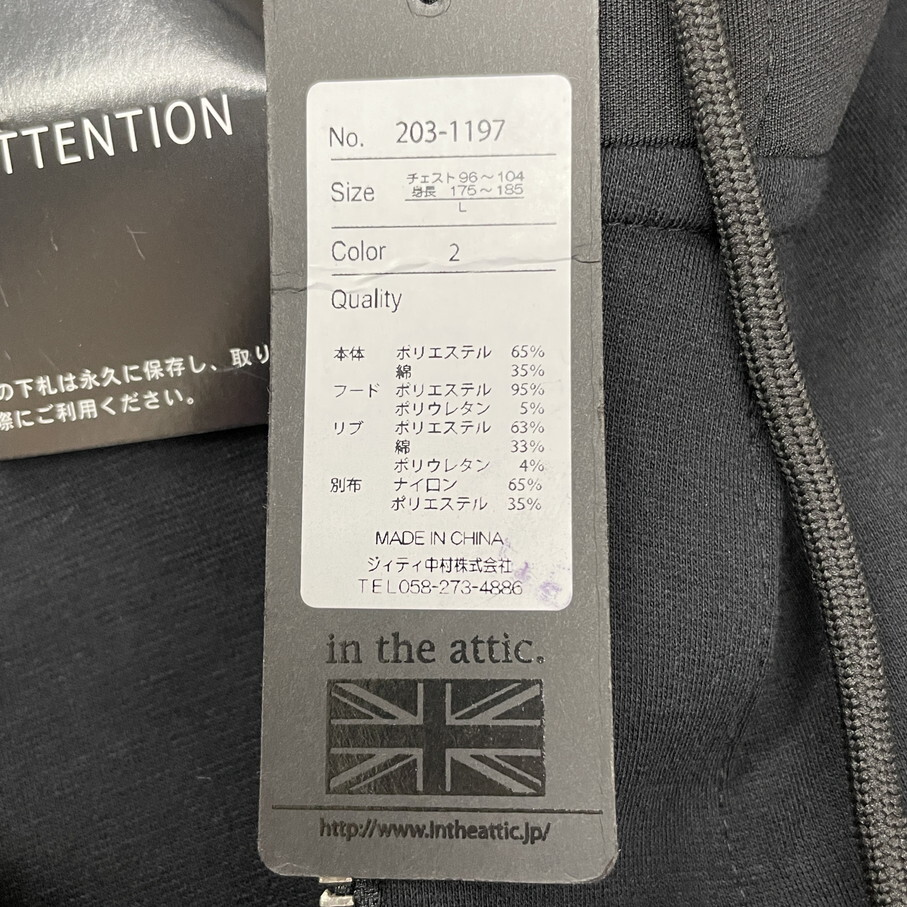 TTENTION
の下札は永久に保存し、取り
際にご利用ください。
No. 203-1197
Size チェスト96～104
身長 175～185
L
Color 2
Quality
本体 ポリエステル 65%
綿 35%
フード ポリエステル 95%
ポリウレタン 5%
リブ ポリエステル 63%
綿 33%
ポリウレタン 4%
別布 ナイロン 65%
ポリエステル 35%
MADE IN CHINA
ジィティ中村株式会社
TEL058-273-4886
in the attic.
http://www.intheattic.jp/